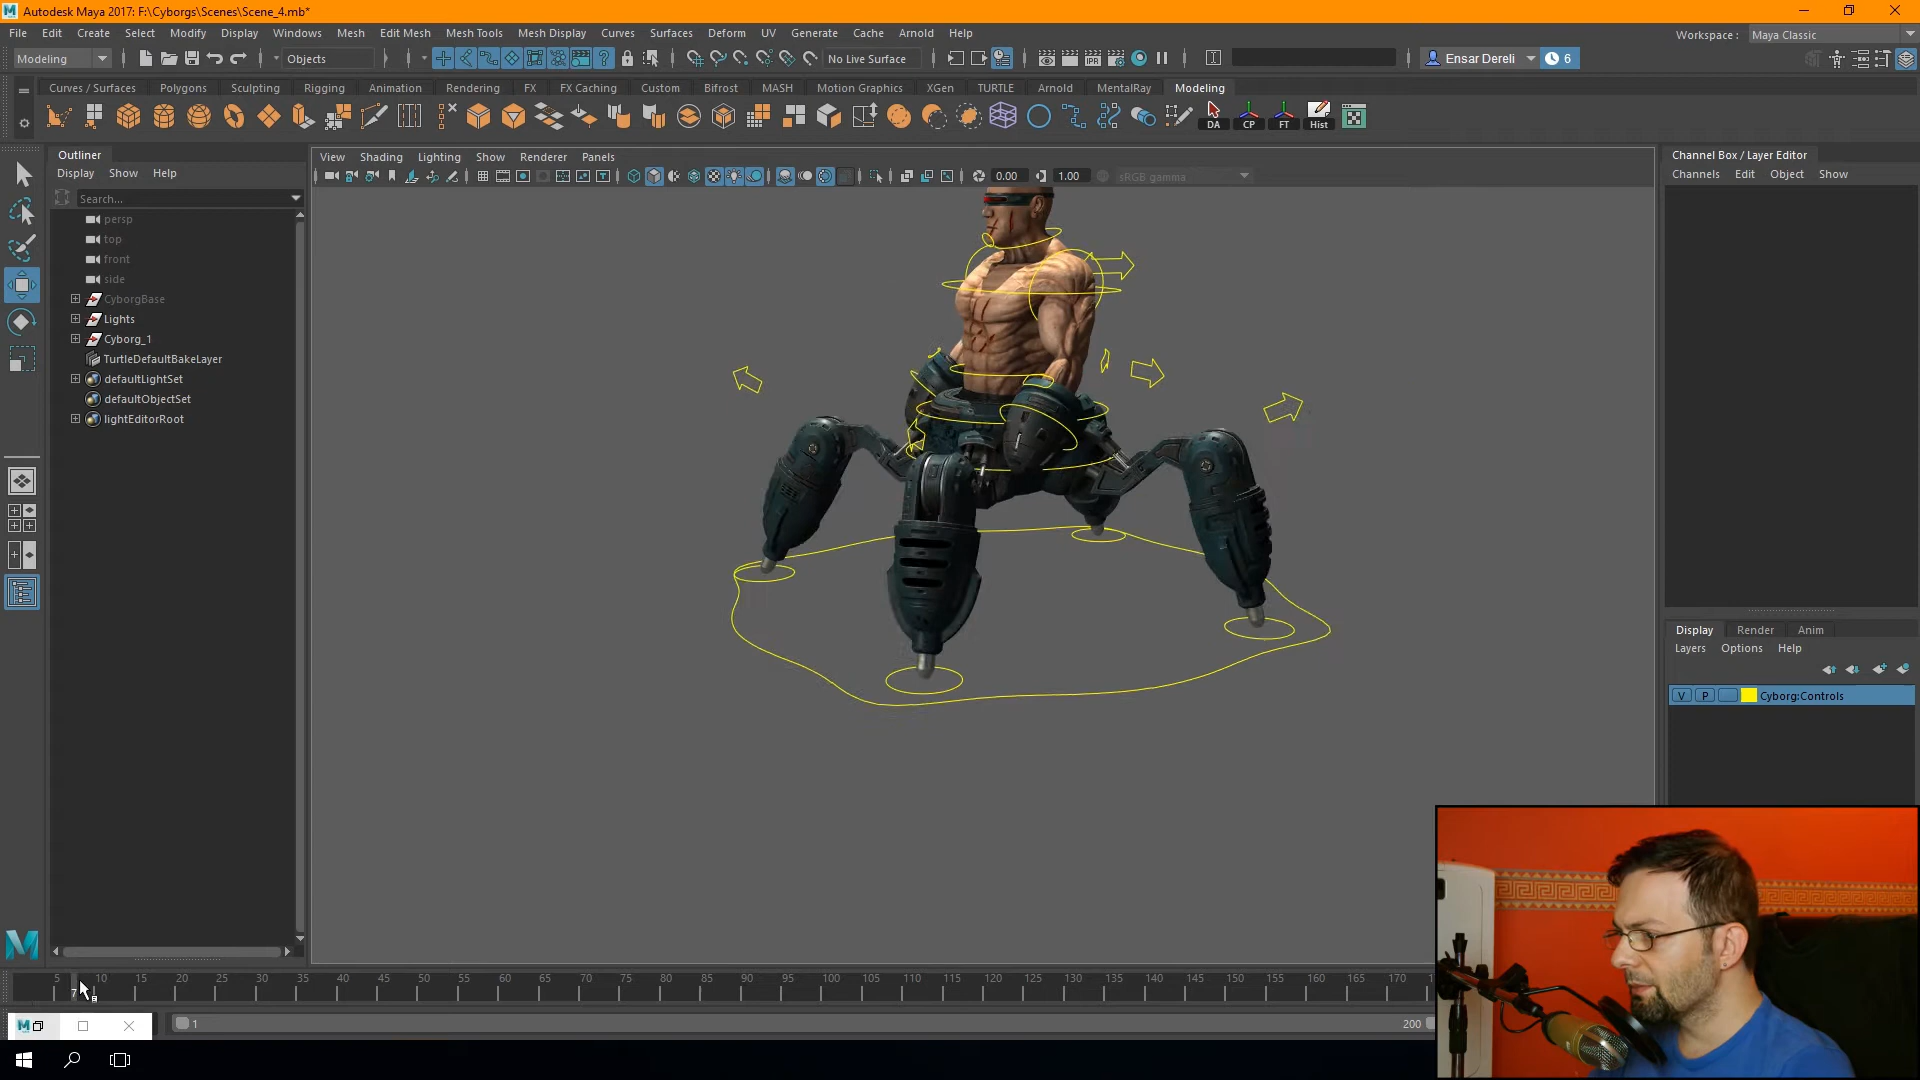 Autodesk Maya 2017: F:\Cyborgs\Scenes\Scene_4.mb*
File Edit Create Select Modify Display Windows Mesh Edit Mesh Mesh Tools Mesh Display Curves Surfaces Deform UV Generate Cache Arnold Help
Workspace : Maya Classic
Modeling Objects No Live Surface Ensar Dereli 6
Curves / Surfaces Polygons Sculpting Rigging Animation Rendering FX FX Caching Custom Bifrost MASH Motion Graphics XGen TURTLE Arnold MentalRay Modeling
DA CP FT Hist
Outliner
Display Show Help
Search...
persp
top
front
side
CyborgBase
Lights
Cyborg_1
TurtleDefaultBakeLayer
defaultLightSet
defaultObjectSet
lightEditorRoot
View Shading Lighting Show Renderer Panels
0.00 1.00 sRGB gamma
Channel Box / Layer Editor
Channels Edit Object Show
Display Render Anim
Layers Options Help
V P Cyborg:Controls
5 10 15 20 25 30 35 40 45 50 55 60 65 70 75 80 85 90 95 100 105 110 115 120 125 130 135 140 145 150 155 160 165 170 17
7
1 200